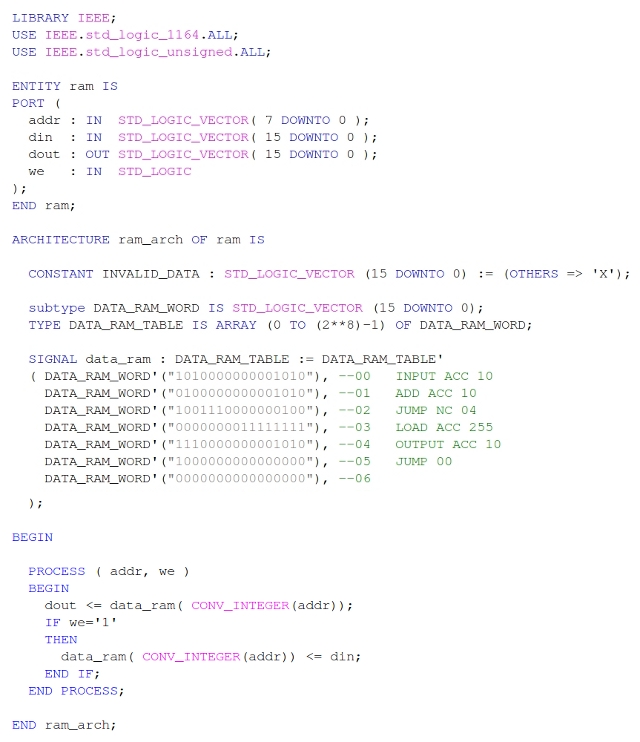 LIBRARY IEEE;
USE IEEE.std_logic_1164.ALL;
USE IEEE.std_logic_unsigned.ALL;
ENTITY ram IS
PORT (
addr : IN STD_LOGIC_VECTOR( 7 DOWNTO 0 );
din : IN STD_LOGIC_VECTOR( 15 DOWNTO 0 );
dout : OUT STD_LOGIC_VECTOR( 15 DOWNTO 0 );
we : IN STD_LOGIC
);
END ram;
ARCHITECTURE ram_arch OF ram IS
CONSTANT INVALID_DATA : STD_LOGIC_VECTOR (15 DOWNTO 0) := (OTHERS => 'X');
subtype DATA_RAM_WORD IS STD_LOGIC_VECTOR (15 DOWNTO 0);
TYPE DATA_RAM_TABLE IS ARRAY (0 TO (2**8)-1) OF DATA_RAM_WORD;
SIGNAL data_ram : DATA_RAM_TABLE := DATA_RAM_TABLE'
( DATA_RAM_WORD'("1010000000001010"), --00 INPUT ACC 10
DATA_RAM_WORD'("0100000000001010"), --01 ADD ACC 10
DATA_RAM_WORD'("1001110000000100"), --02 JUMP NC 04
DATA_RAM_WORD'("0000000011111111"), --03 LOAD ACC 255
DATA_RAM_WORD'("1110000000001010"), --04 OUTPUT ACC 10
DATA_RAM_WORD'("1000000000000000"), --05 JUMP 00
DATA_RAM_WORD'("0000000000000000"), --06
);
BEGIN
PROCESS ( addr, we )
BEGIN
dout <= data_ram( CONV_INTEGER(addr));
IF we='1'
THEN
data_ram( CONV_INTEGER(addr)) <= din;
END IF;
END PROCESS;
END ram_arch;